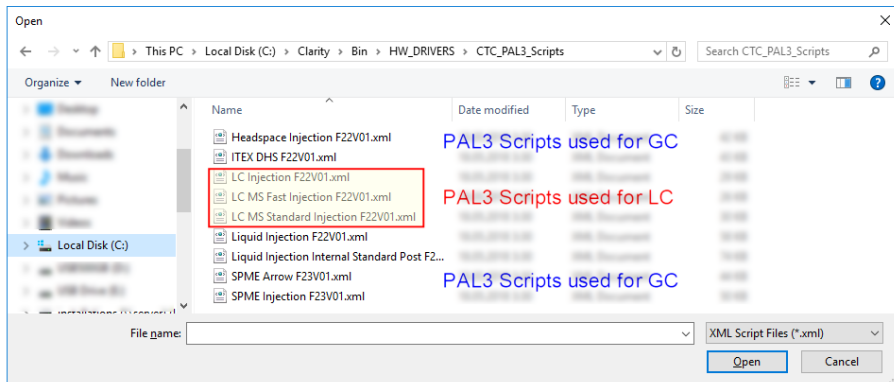 Open
This PC > Local Disk (C:) > Clarity > Bin > HW_DRIVERS > CTC_PAL3_Scripts
Search CTC_PAL3_Scripts
Organize
New folder
Name
Date modified
Type
Size
Headspace Injection F22V01.xml
PAL3 Scripts used for GC
ITEX DHS F22V01.xml
LC Injection F22V01.xml
LC MS Fast Injection F22V01.xml
PAL3 Scripts used for LC
LC MS Standard Injection F22V01.xml
Liquid Injection F22V01.xml
Local Disk (C:)
Liquid Injection Internal Standard Post F2...
SPME Arrow F23V01.xml
PAL3 Scripts used for GC
SPME Injection F23V01.xml
File name:
XML Script Files (*.xml)
Open
Cancel